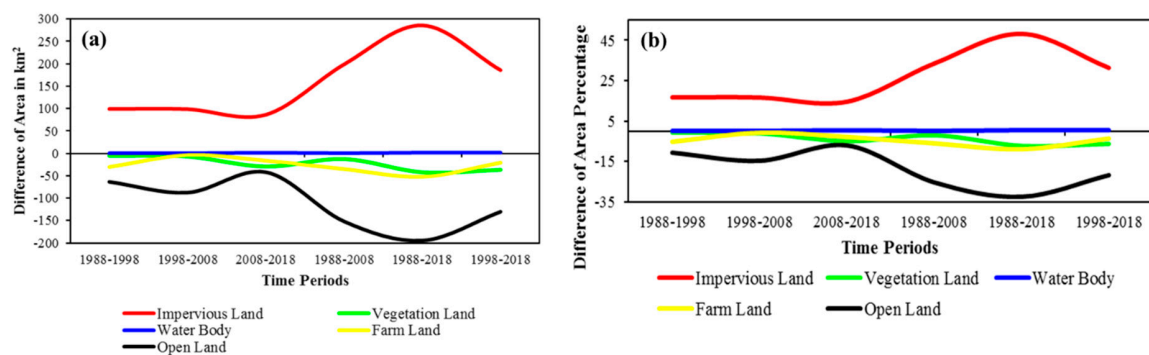 (a)
Difference of Area in km²
300
250
200
150
100
50
0
-50
-100
-150
-200
1988-1998 1998-2008 2008-2018 1988-2008 1988-2018 1998-2018
Time Periods
Impervious Land Vegetation Land
Water Body Farm Land
Open Land
(b)
Difference of Area Percentage
45
25
5
-15
-35
1988-1998 1998-2008 2008-2018 1988-2008 1988-2018 1998-2018
Time Periods
Impervious Land Vegetation Land Water Body
Farm Land Open Land